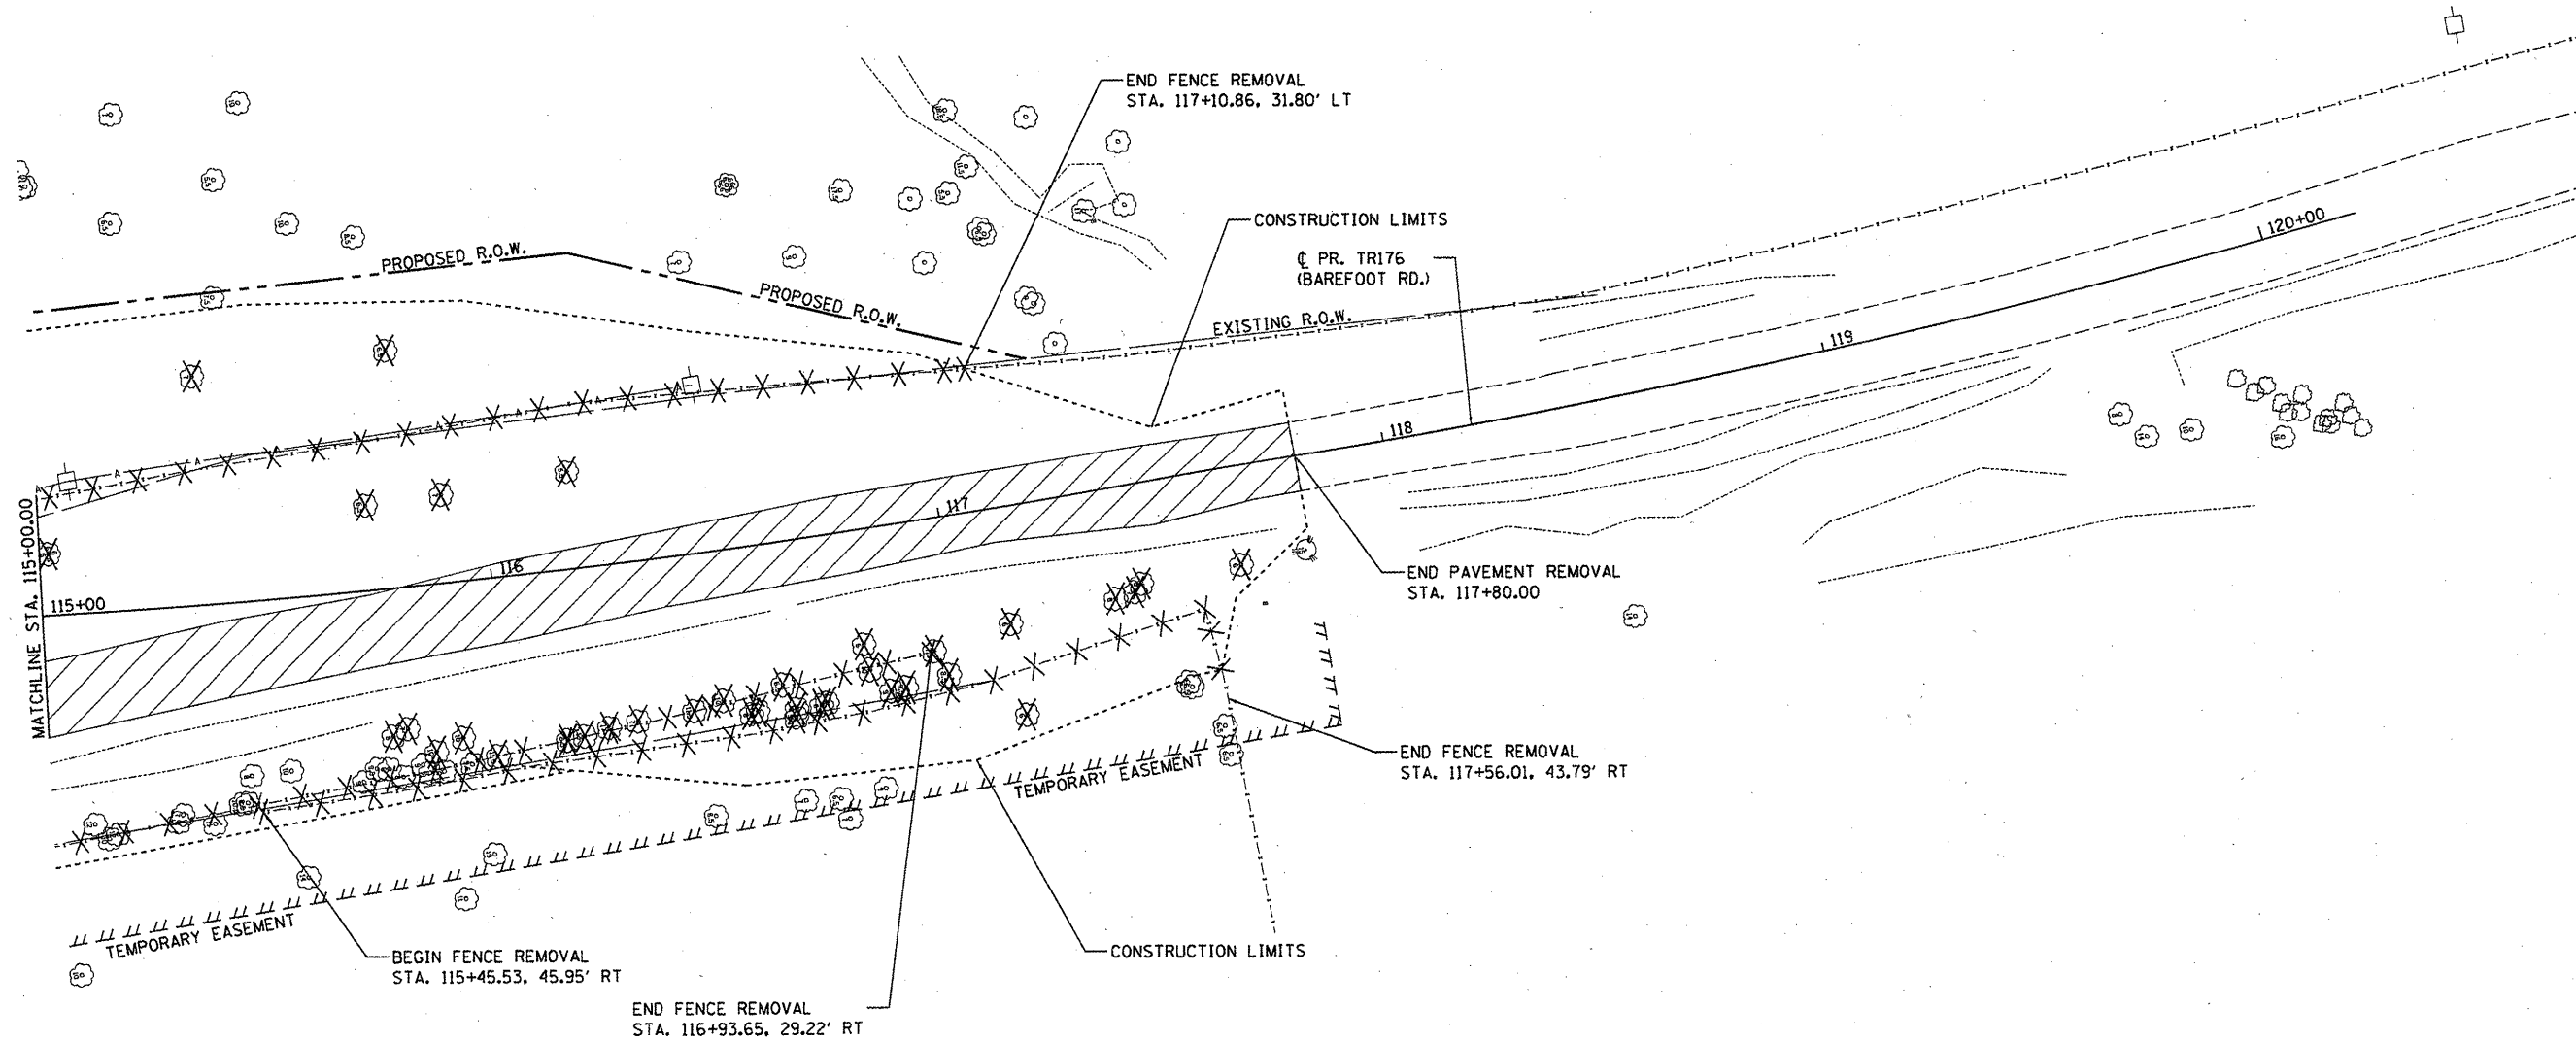 END FENCE REMOVAL
STA. 117+10.86, 31.80' LT
CONSTRUCTION LIMITS
℄ PR. TR176
(BAREFOOT RD.)
120+00
PROPOSED R.O.W.
PROPOSED R.O.W.
EXISTING R.O.W.
119
118
117
116
115+00
MATCHLINE STA. 115+00.00
END PAVEMENT REMOVAL
STA. 117+80.00
END FENCE REMOVAL
STA. 117+56.01, 43.79' RT
TEMPORARY EASEMENT
TEMPORARY EASEMENT
CONSTRUCTION LIMITS
BEGIN FENCE REMOVAL
STA. 115+45.53, 45.95' RT
END FENCE REMOVAL
STA. 116+93.65, 29.22' RT